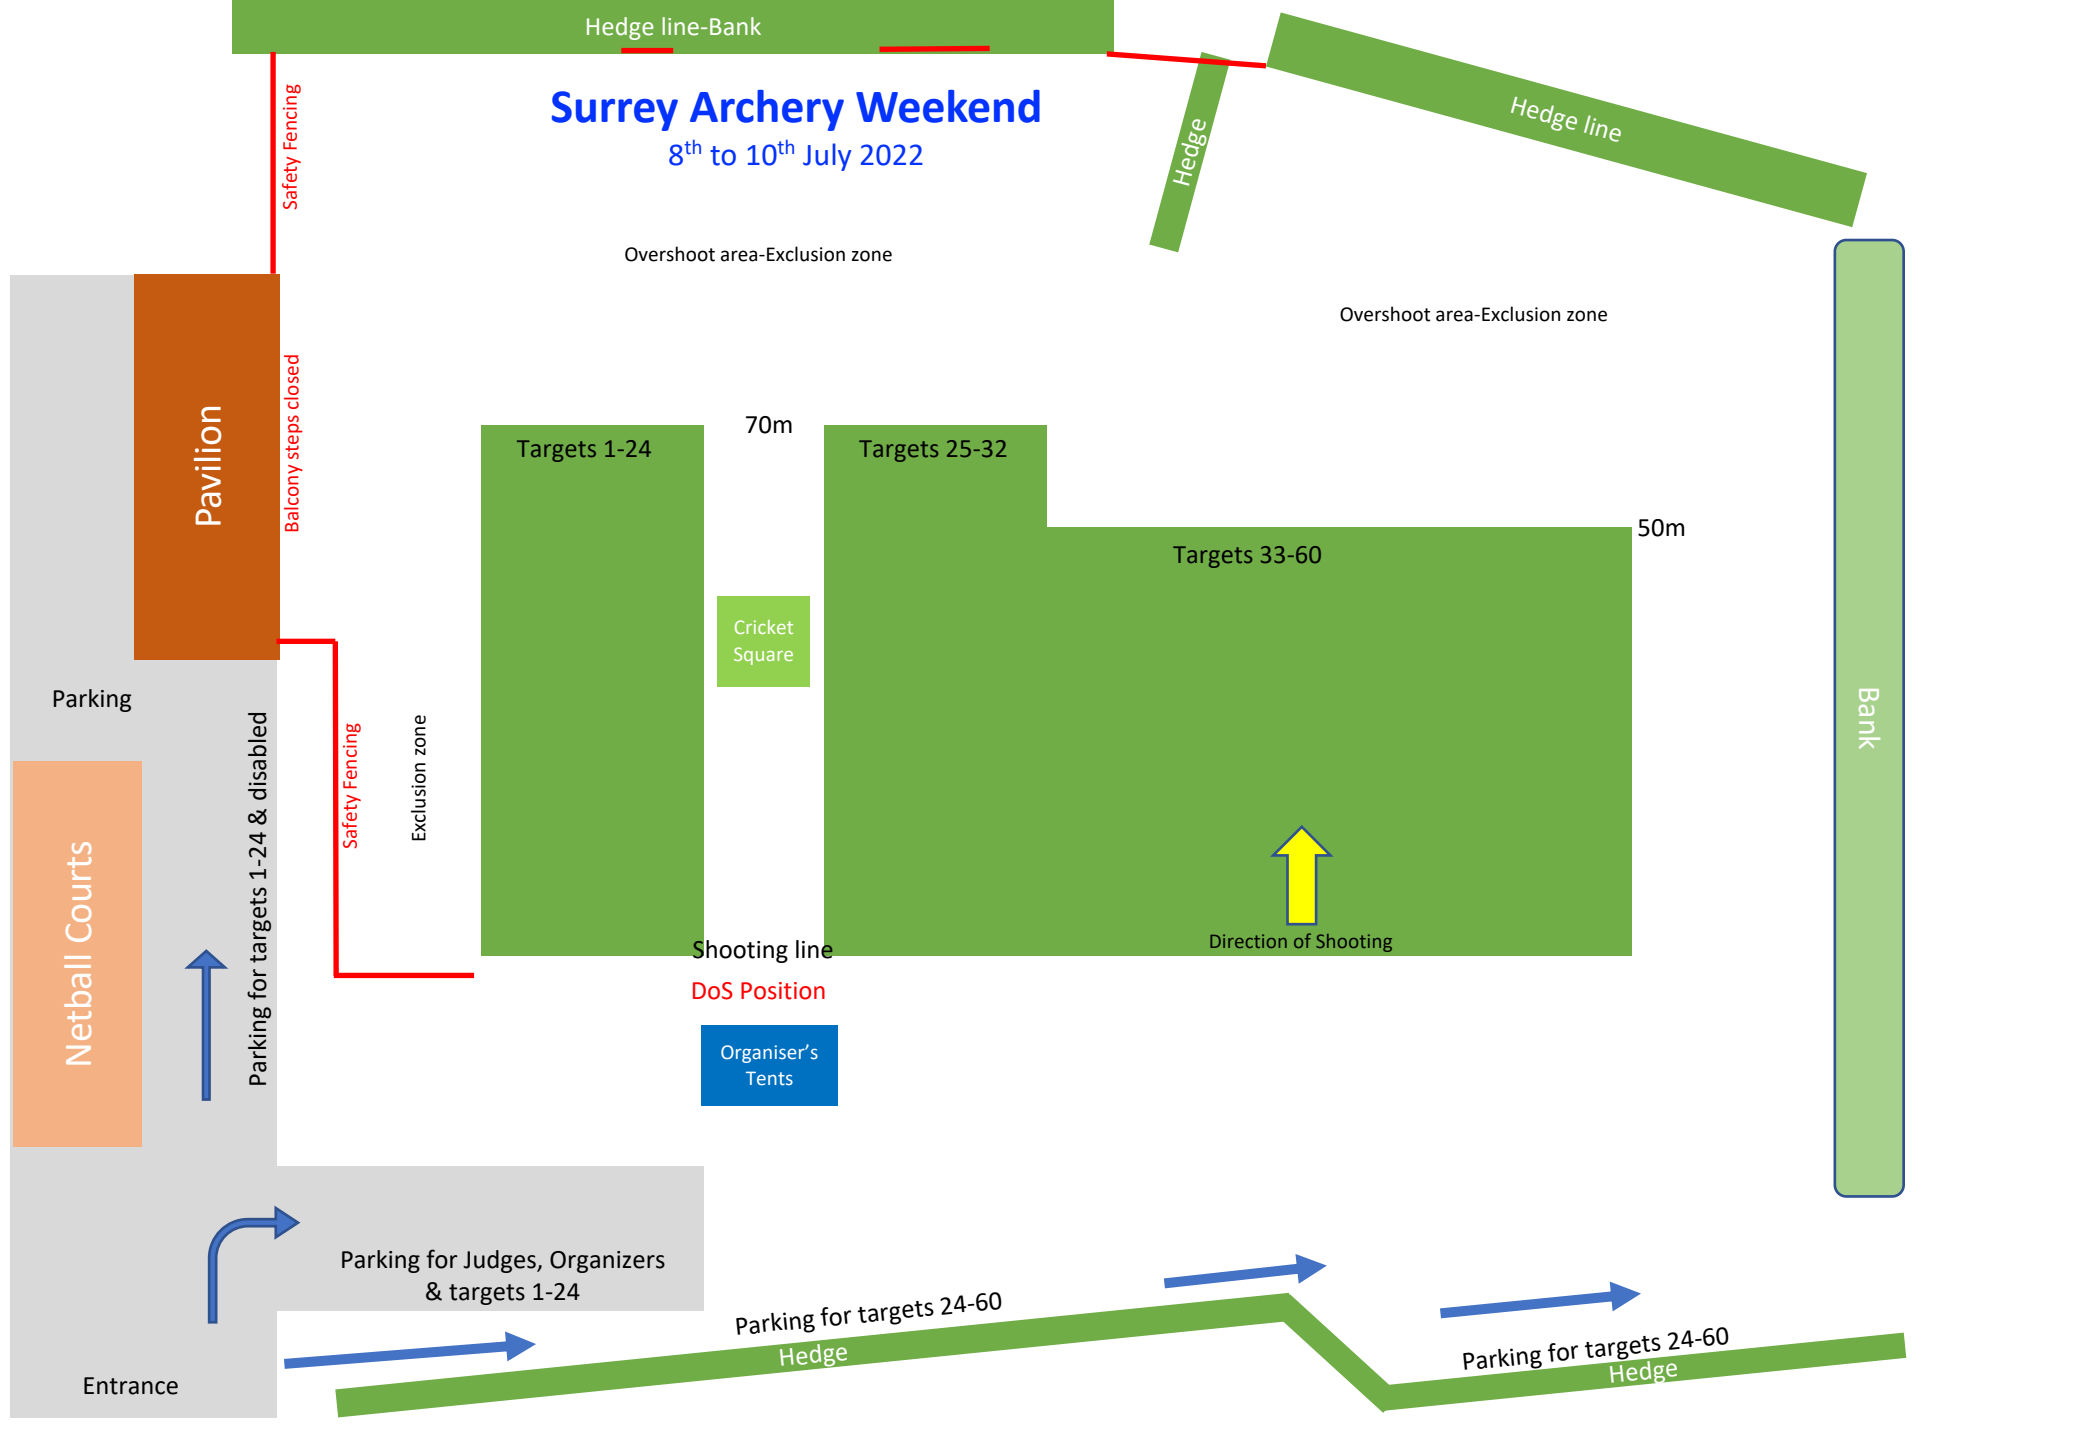 Hedge line-Bank
Surrey Archery Weekend
8th to 10th July 2022
Safety Fencing
Hedge
Hedge line
Overshoot area-Exclusion zone
Overshoot area-Exclusion zone
Pavilion
Balcony steps closed
70m
Targets 1-24
Targets 25-32
50m
Targets 33-60
Cricket
Square
Bank
Parking
Parking for targets 1-24 & disabled
Safety Fencing
Exclusion zone
Netball Courts
Shooting line
Direction of Shooting
DoS Position
Organiser’s
Tents
Parking for Judges, Organizers
& targets 1-24
Parking for targets 24-60
Hedge
Parking for targets 24-60
Hedge
Entrance